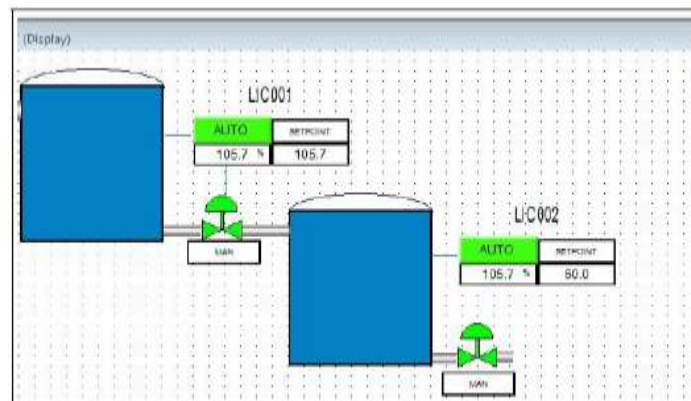 (Display)
LIC001
AUTO SETPOINT
105.7 % 105.7
MAN
LIC002
AUTO SETPOINT
105.7 % 60.0
MAN